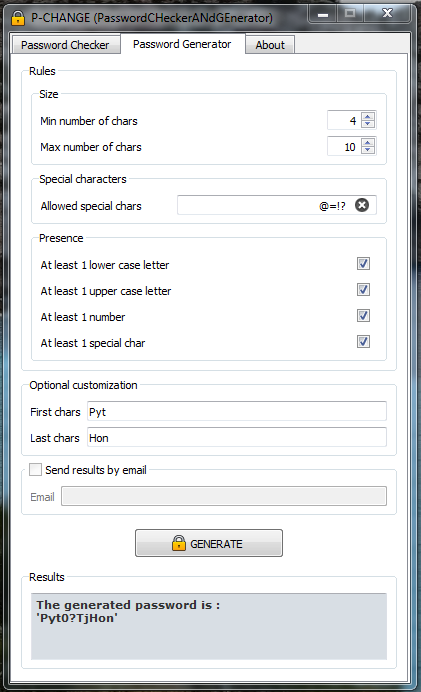 P-CHANGE (PasswordCHeckerANdGEnerator)
Password Checker Password Generator About
Rules
Size
Min number of chars 4
Max number of chars 10
Special characters
Allowed special chars @=!?
Presence
At least 1 lower case letter
At least 1 upper case letter
At least 1 number
At least 1 special char
Optional customization
First chars Pyt
Last chars Hon
Send results by email
Email
GENERATE
Results
The generated password is :
'Pyt0?TjHon'